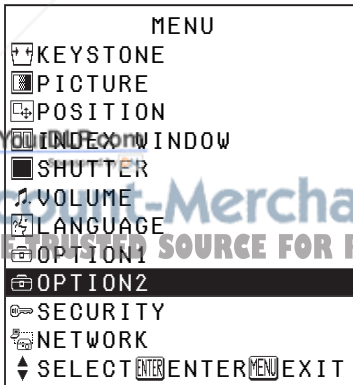 MENU
KEYSTONE
PICTURE
POSITION
INDEX WINDOW
SHUTTER
VOLUME
LANGUAGE
OPTION1
OPTION2
SECURITY
NETWORK
SELECT ENTER ENTER MENU EXIT